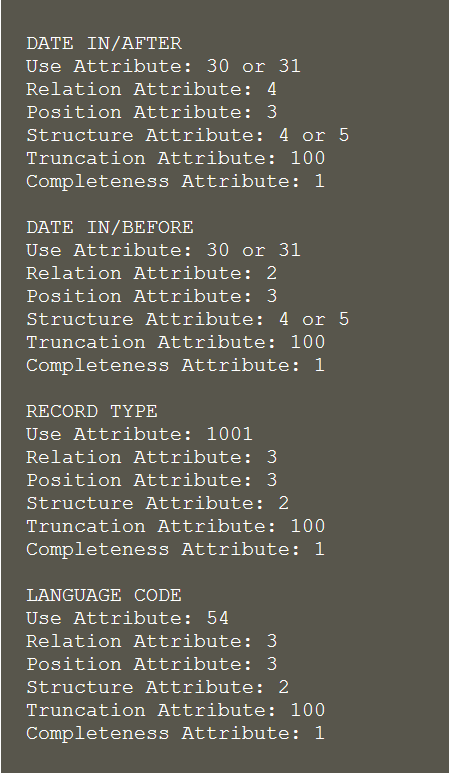 DATE IN/AFTER
Use Attribute: 30 or 31
Relation Attribute: 4
Position Attribute: 3
Structure Attribute: 4 or 5
Truncation Attribute: 100
Completeness Attribute: 1

DATE IN/BEFORE
Use Attribute: 30 or 31
Relation Attribute: 2
Position Attribute: 3
Structure Attribute: 4 or 5
Truncation Attribute: 100
Completeness Attribute: 1

RECORD TYPE
Use Attribute: 1001
Relation Attribute: 3
Position Attribute: 3
Structure Attribute: 2
Truncation Attribute: 100
Completeness Attribute: 1

LANGUAGE CODE
Use Attribute: 54
Relation Attribute: 3
Position Attribute: 3
Structure Attribute: 2
Truncation Attribute: 100
Completeness Attribute: 1